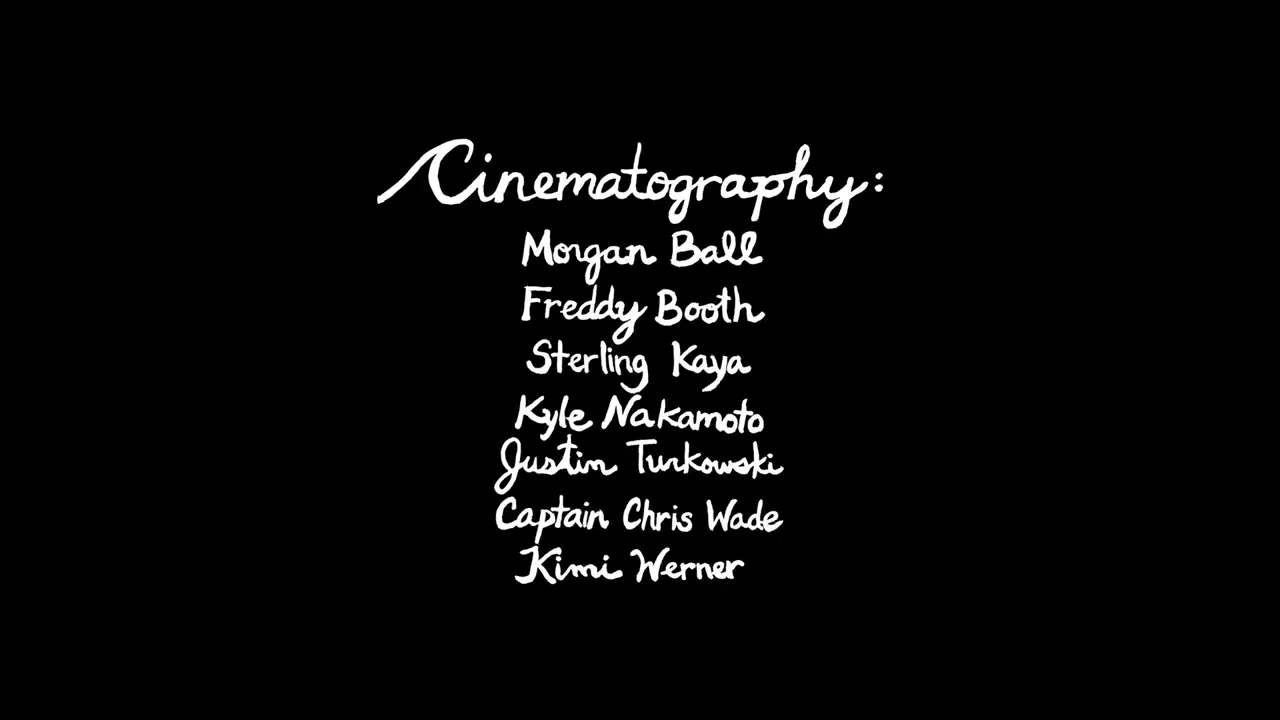 Cinematography:
Morgan Ball
Freddy Booth
Sterling Kaya
Kyle Nakamoto
Justin Turkowski
Captain Chris Wade
Kimi Werner